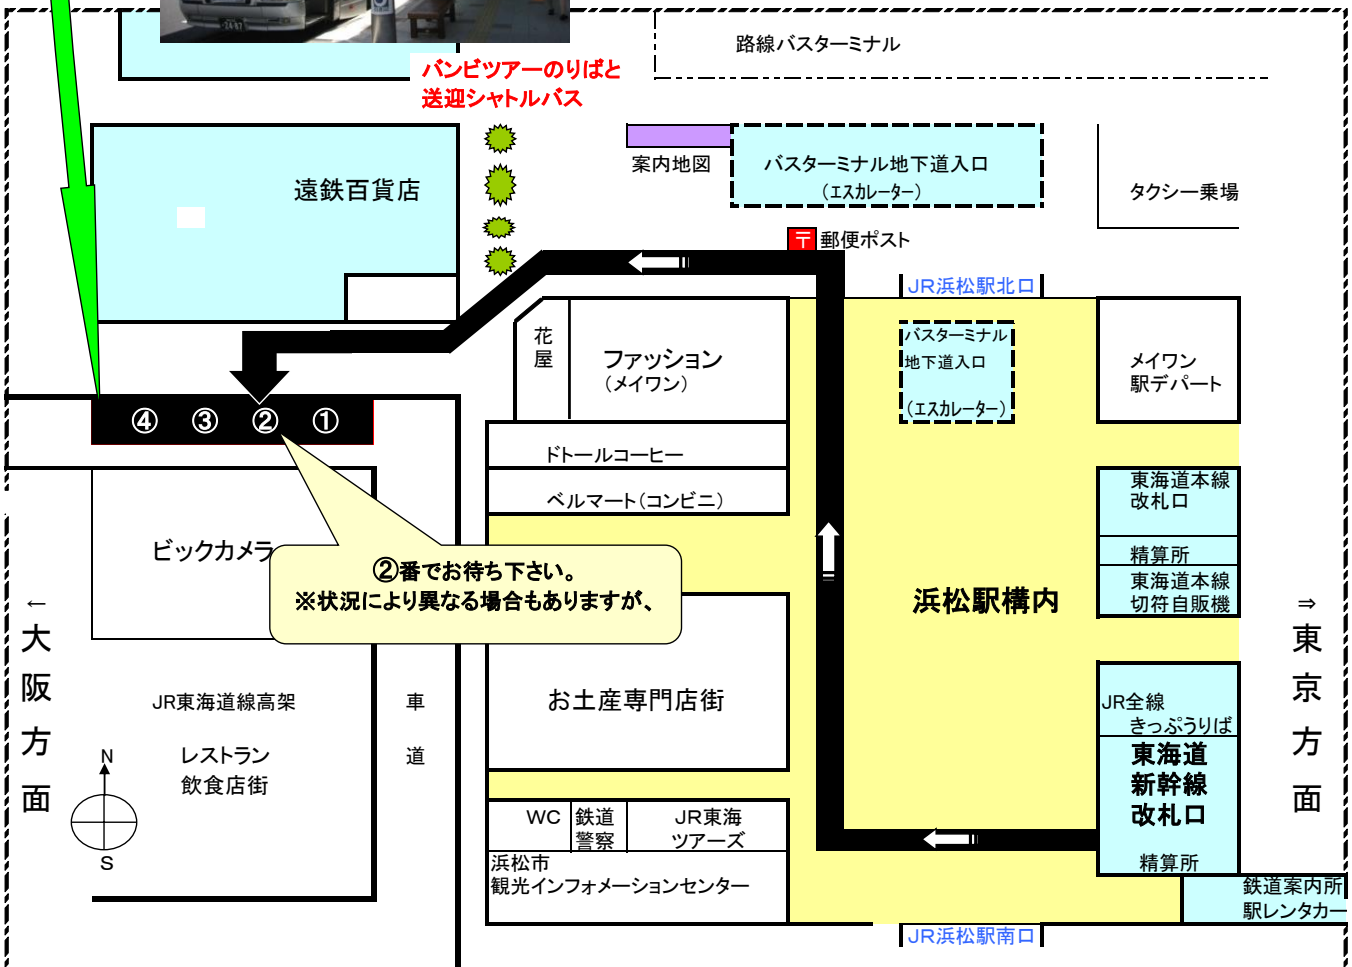 24-97
路線バスターミナル
バンビツアーのりばと
送迎シャトルバス
遠鉄百貨店
案内地図
バスターミナル地下道入口
(エスカレーター)
タクシー乗場
〒郵便ポスト
JR浜松駅北口
花屋
ファッション
(メイワン)
バスターミナル
地下道入口
(エスカレーター)
メイワン
駅デパート
④ ③ ② ①
ドトールコーヒー
ベルマート(コンビニ)
東海道本線
改札口
精算所
東海道本線
切符自販機
ビックカメラ
②番でお待ち下さい。
※状況により異なる場合もありますが、
浜松駅構内
←大阪方面
⇒東京方面
JR東海道線高架
レストラン
飲食店街
車道
お土産専門店街
JR全線
きっぷうりば
東海道
新幹線
改札口
精算所
N
S
WC
鉄道
警察
JR東海
ツアーズ
浜松市
観光インフォメーションセンター
鉄道案内所
駅レンタカー
JR浜松駅南口